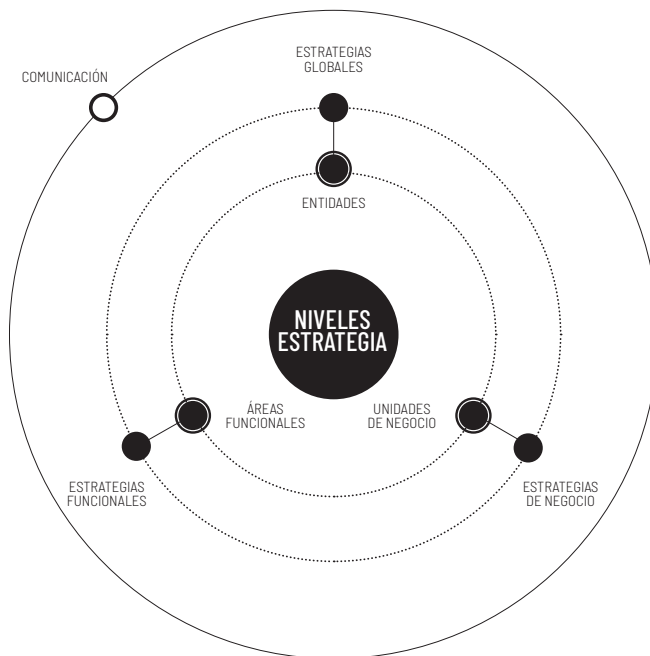 ESTRATEGIAS
GLOBALES
COMUNICACIÓN
ENTIDADES
NIVELES
ESTRATEGIA
ÁREAS
FUNCIONALES
UNIDADES
DE NEGOCIO
ESTRATEGIAS
FUNCIONALES
ESTRATEGIAS
DE NEGOCIO